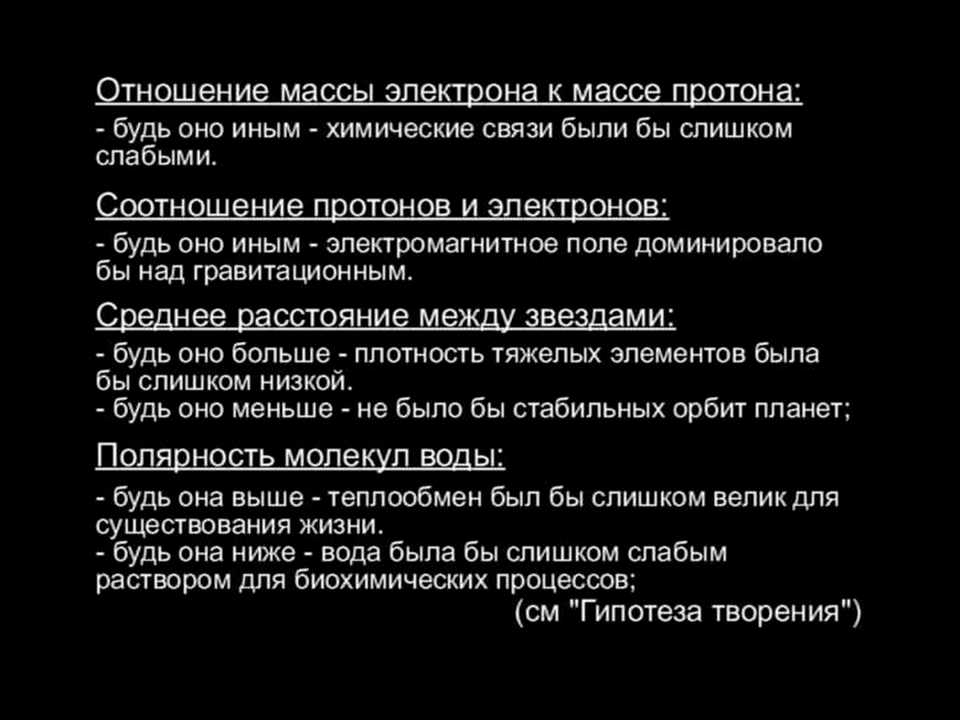 Отношение массы электрона к массе протона:
- будь оно иным - химические связи были бы слишком
слабыми.
Соотношение протонов и электронов:
- будь оно иным - электромагнитное поле доминировало
бы над гравитационным.
Среднее расстояние между звездами:
- будь оно больше - плотность тяжелых элементов была
бы слишком низкой.
- будь оно меньше - не было бы стабильных орбит планет;
Полярность молекул воды:
- будь она выше - теплообмен был бы слишком велик для
существования жизни.
- будь она ниже - вода была бы слишком слабым
раствором для биохимических процессов;
(см "Гипотеза творения")